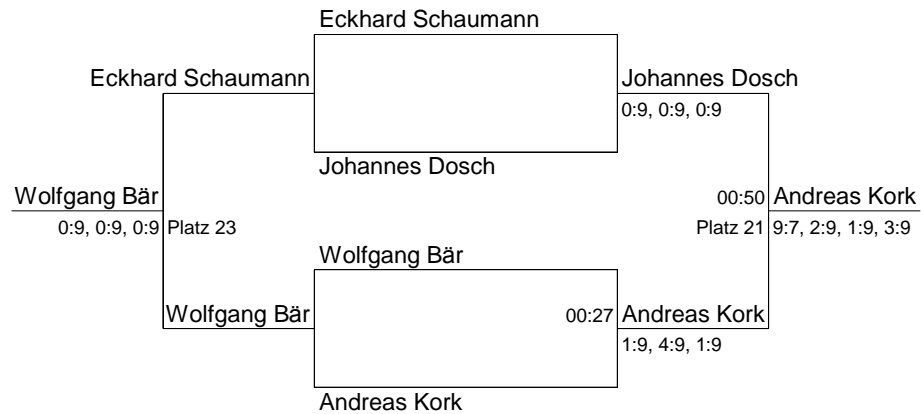 Eckhard Schaumann
Eckhard Schaumann
Johannes Dosch
0:9, 0:9, 0:9
Johannes Dosch
Wolfgang Bär
00:50 Andreas Kork
0:9, 0:9, 0:9 Platz 23
Platz 21 9:7, 2:9, 1:9, 3:9
Wolfgang Bär
Wolfgang Bär
00:27 Andreas Kork
1:9, 4:9, 1:9
Andreas Kork